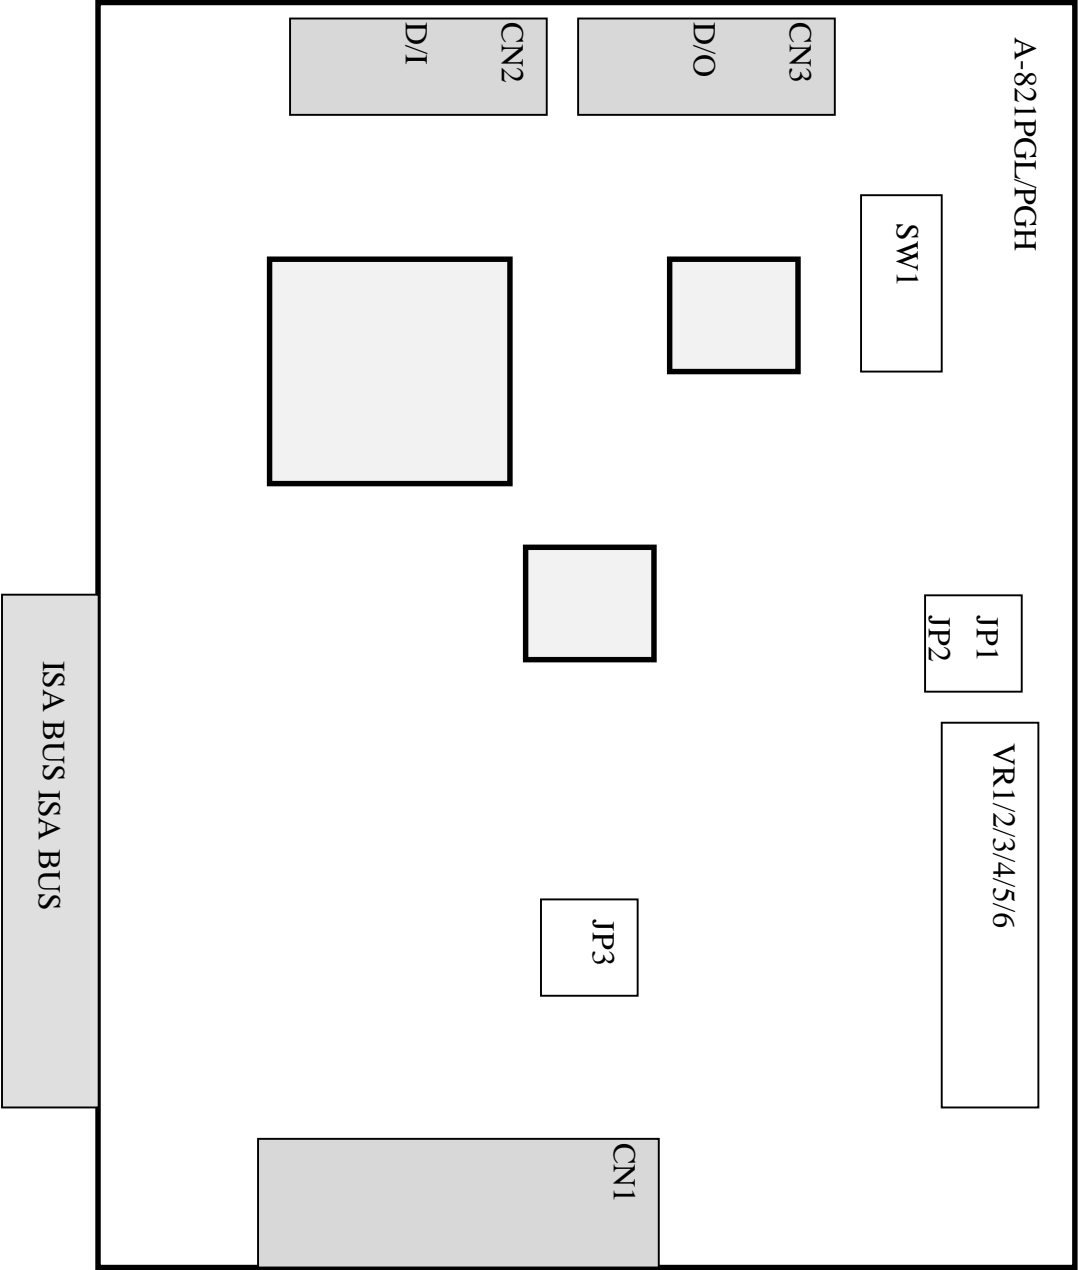 A-821PGL/PGH
CN3
D/O
CN2
D/I
SW1
JP1
JP2
VR1/2/3/4/5/6
JP3
CN1
ISA BUS ISA BUS